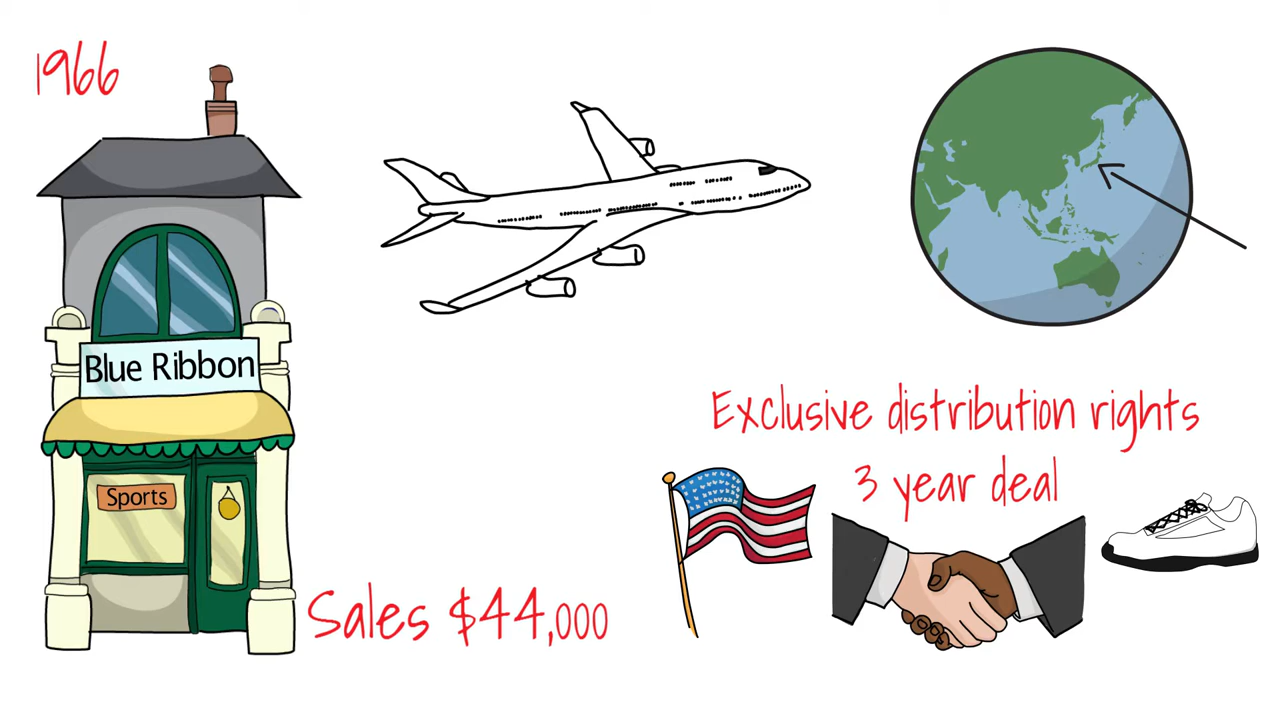 1966
Blue Ribbon
Sports
Sales $44,000
Exclusive distribution rights
3 year deal